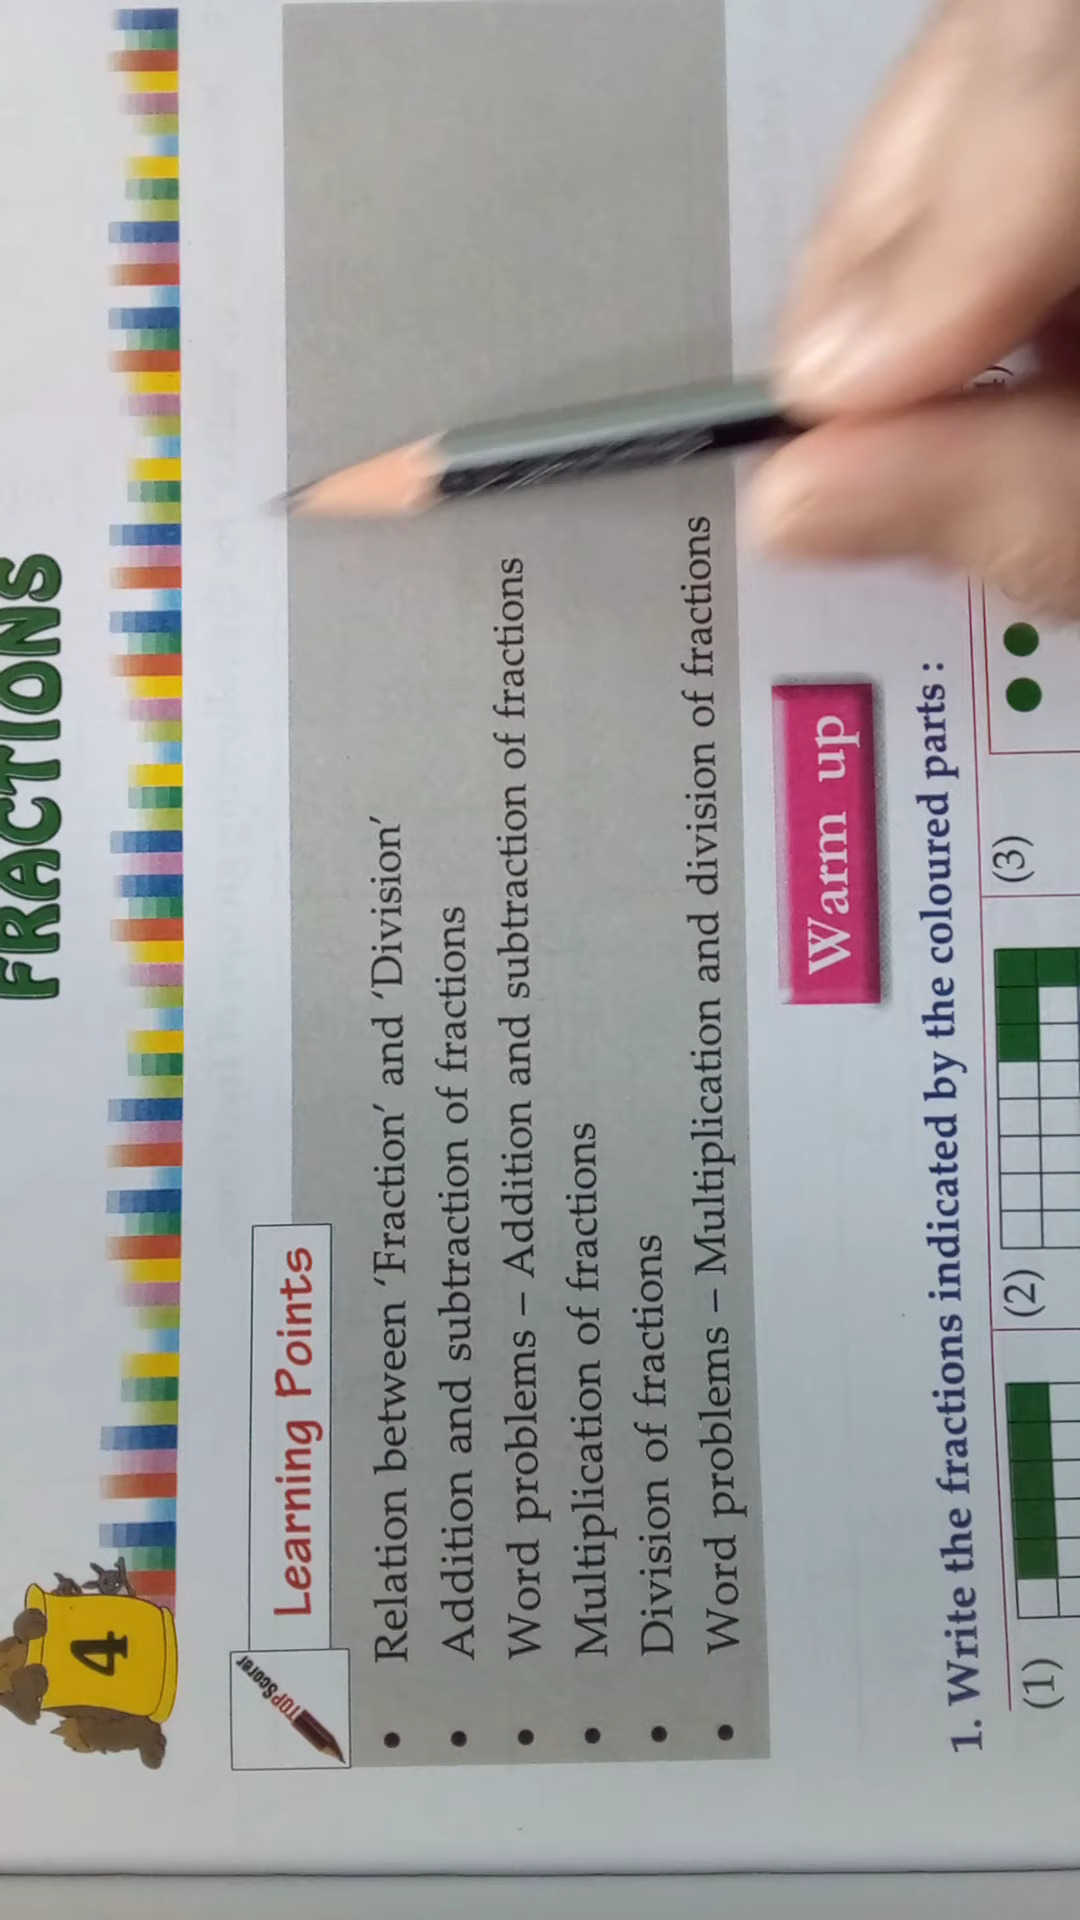 4
FRACTIONS
TOPScorer
Learning Points
• Relation between ‘Fraction’ and ‘Division’
• Addition and subtraction of fractions
• Word problems – Addition and subtraction of fractions
• Multiplication of fractions
• Division of fractions
• Word problems – Multiplication and division of fractions
Warm up
1. Write the fractions indicated by the coloured parts :
(1)
(2)
(3)